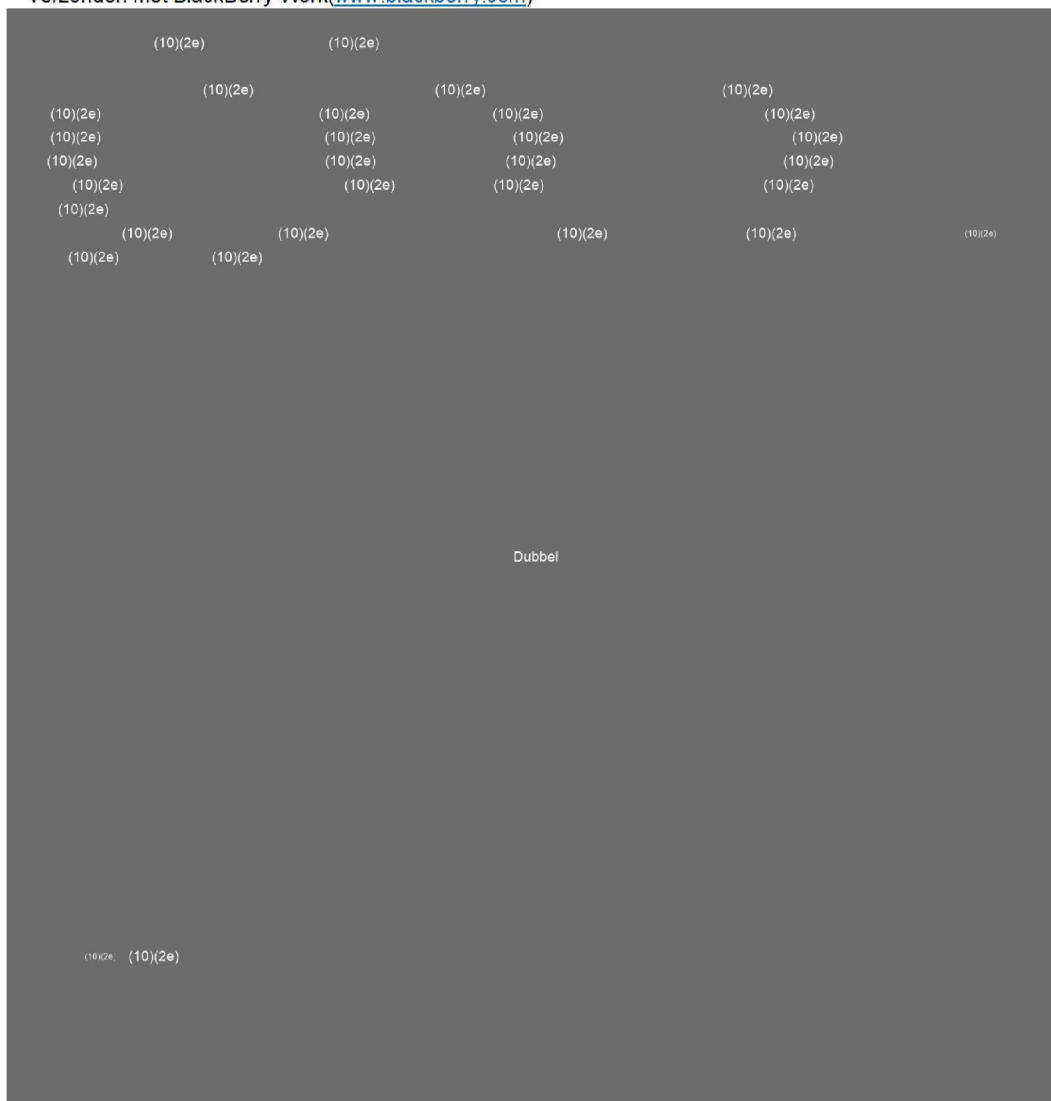 Verzonden met BlackBerry Work(www.blackberry.com)
(10)(2e) (10)(2e)
(10)(2e) (10)(2e) (10)(2e)
(10)(2e) (10)(2e) (10)(2e) (10)(2e)
(10)(2e) (10)(2e) (10)(2e) (10)(2e)
(10)(2e) (10)(2e) (10)(2e) (10)(2e)
(10)(2e) (10)(2e) (10)(2e) (10)(2e)
(10)(2e)
(10)(2e) (10)(2e) (10)(2e) (10)(2e) (10)(2e)
(10)(2e) (10)(2e)
Dubbel
(10)(2e) (10)(2e)